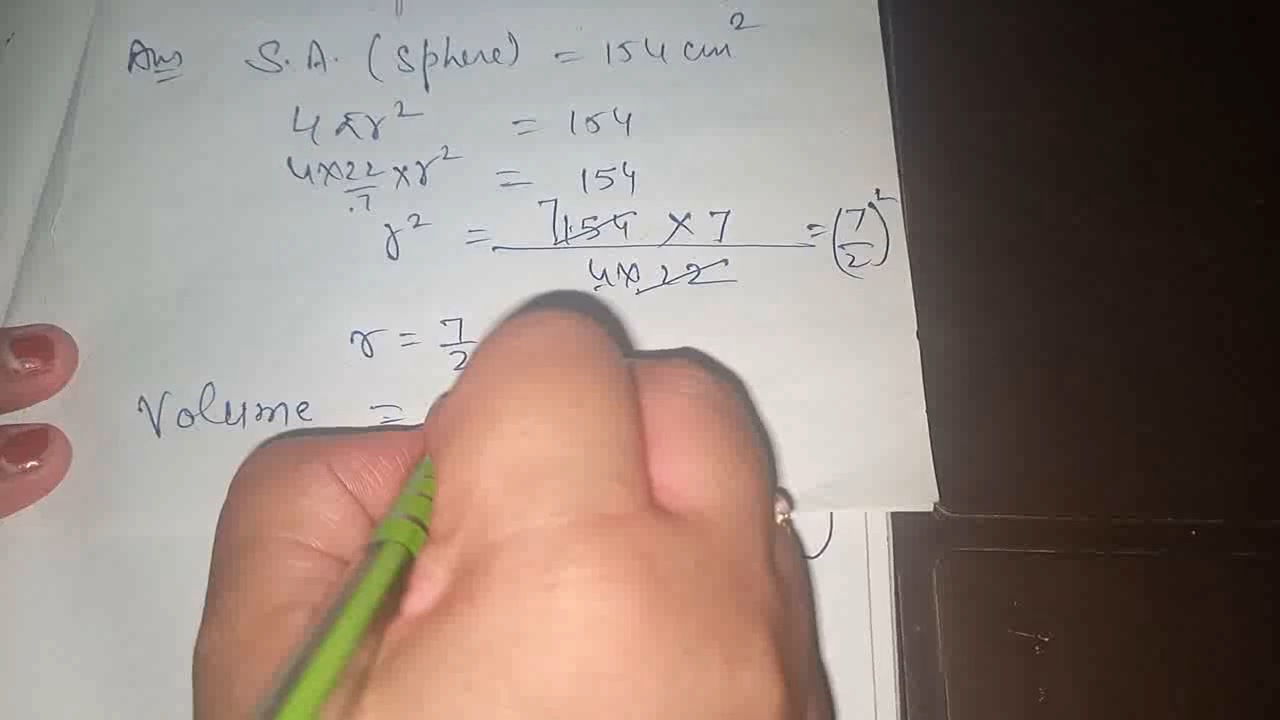 Ans S.A. (Sphere) = 154 cm²
4πr² = 154
4×22/7 ×r² = 154
r² = 7 154 × 7 / 4×22 = (7/2)²
r = 7/2
Volume =